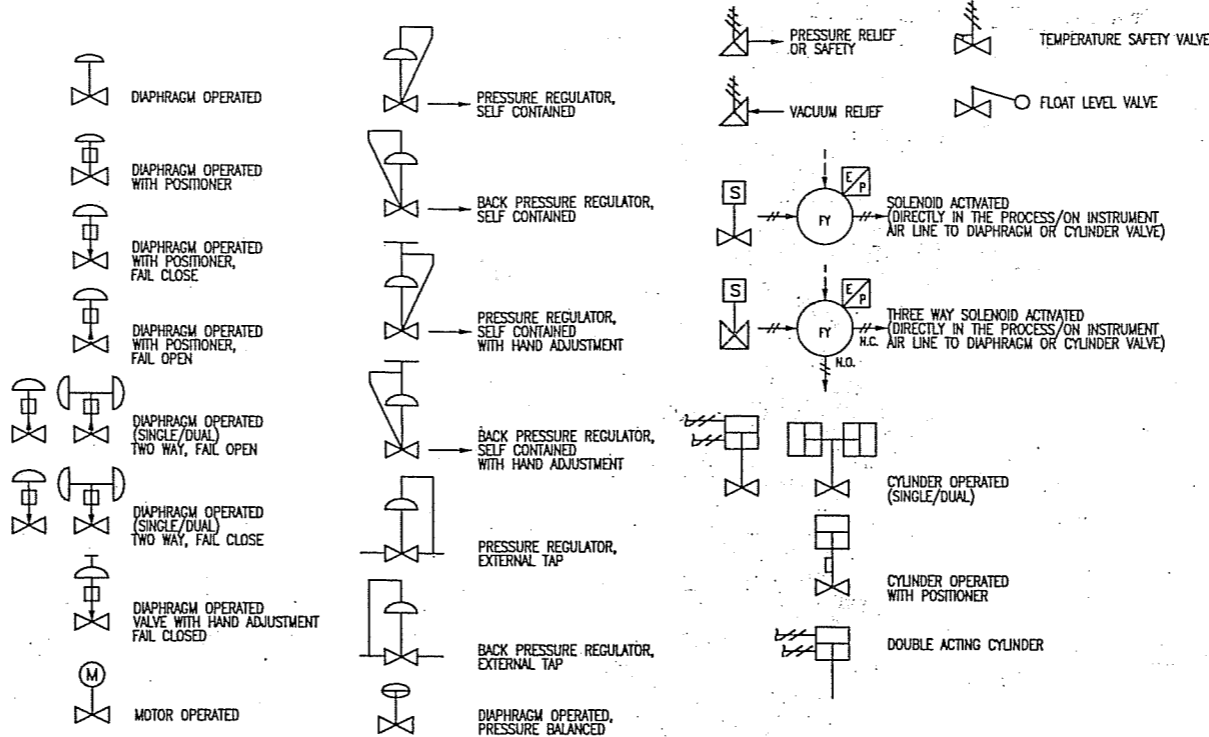 DIAPHRAGM OPERATED
DIAPHRAGM OPERATED
WITH POSITIONER
DIAPHRAGM OPERATED
WITH POSITIONER,
FAIL CLOSE
DIAPHRAGM OPERATED
WITH POSITIONER,
FAIL OPEN
DIAPHRAGM OPERATED
(SINGLE/DUAL)
TWO WAY, FAIL OPEN
DIAPHRAGM OPERATED
(SINGLE/DUAL)
TWO WAY, FAIL CLOSE
DIAPHRAGM OPERATED
VALVE WITH HAND ADJUSTMENT
FAIL CLOSED
M
MOTOR OPERATED
PRESSURE REGULATOR,
SELF CONTAINED
BACK PRESSURE REGULATOR,
SELF CONTAINED
PRESSURE REGULATOR,
SELF CONTAINED
WITH HAND ADJUSTMENT
BACK PRESSURE REGULATOR,
SELF CONTAINED
WITH HAND ADJUSTMENT
PRESSURE REGULATOR,
EXTERNAL TAP
BACK PRESSURE REGULATOR,
EXTERNAL TAP
DIAPHRAGM OPERATED,
PRESSURE BALANCED
PRESSURE RELIEF
OR SAFETY
TEMPERATURE SAFETY VALVE
VACUUM RELIEF
FLOAT LEVEL VALVE
S
FY
E/P
SOLENOID ACTIVATED
(DIRECTLY IN THE PROCESS/ON INSTRUMENT
AIR LINE TO DIAPHRAGM OR CYLINDER VALVE)
S
FY
E/P
N.C.
N.O.
THREE WAY SOLENOID ACTIVATED
(DIRECTLY IN THE PROCESS/ON INSTRUMENT
AIR LINE TO DIAPHRAGM OR CYLINDER VALVE)
CYLINDER OPERATED
(SINGLE/DUAL)
CYLINDER OPERATED
WITH POSITIONER
DOUBLE ACTING CYLINDER